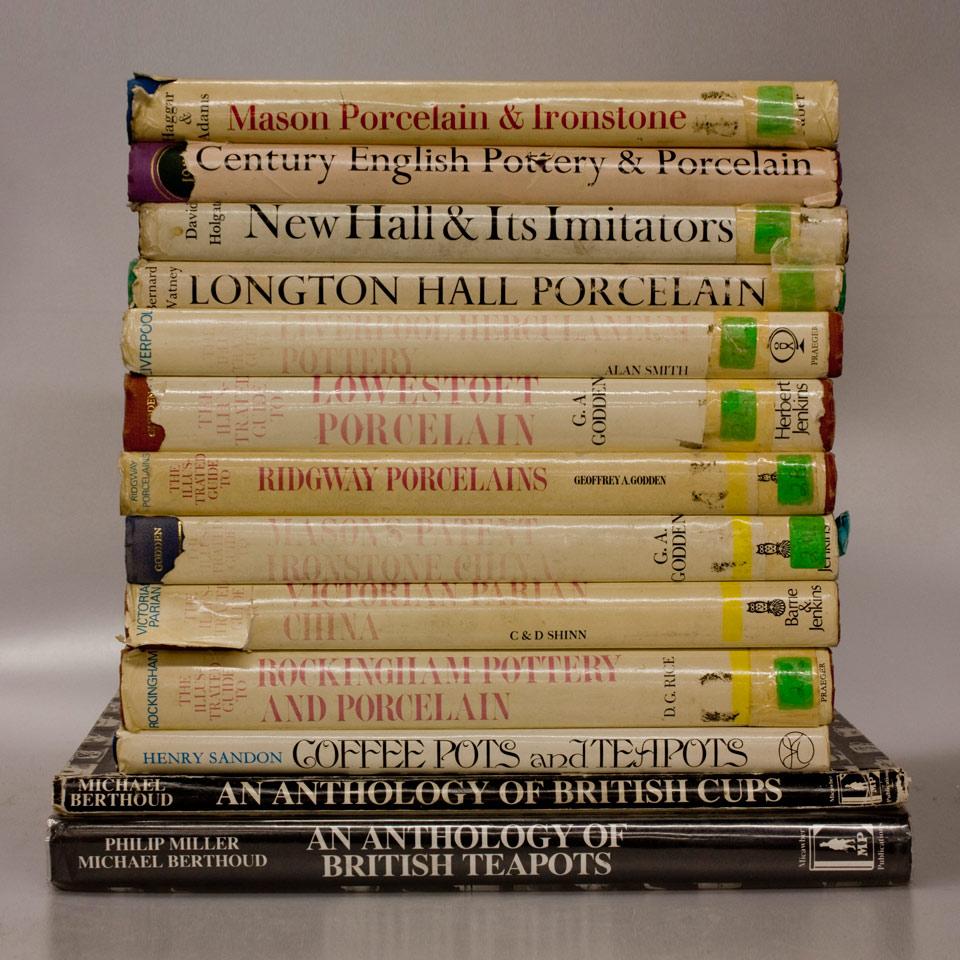 Haggar
&
Adams
Mason Porcelain & Ironstone
Century English Pottery & Porcelain
David
New Hall & Its Imitators
Vatney
LONGTON HALL PORCELAIN
LIVERPOOL
LIVERPOOL HERCULANEUM
POTTERY
ALAN SMITH
PRAEGER
THE
ILLUS-
TRATED
GUIDE
TO
LOWESTOFT
PORCELAIN
G. A.
GODDEN
Herbert
Jenkins
RIDGWAY
PORCELAINS
THE
ILLUS-
TRATED
GUIDE
TO
RIDGWAY PORCELAINS
GEOFFREY A. GODDEN
GODDEN
MASON'S PATENT
IRONSTONE CHINA
G. A.
GODDEN
Jenkins
VICTORIAN
PARIAN
VICTORIAN PARIAN
CHINA
C & D SHINN
Barrie
&
Jenkins
ROCKINGHAM
THE
ILLUS-
TRATED
GUIDE
TO
ROCKINGHAM POTTERY
AND PORCELAIN
D. G. RICE
PRAEGER
HENRY SANDON COFFEE POTS and TEAPOTS
MICHAEL
BERTHOUD
AN ANTHOLOGY OF BRITISH CUPS
MP
PHILIP MILLER
MICHAEL BERTHOUD
AN ANTHOLOGY OF
BRITISH TEAPOTS
Micawber
MP
Publications